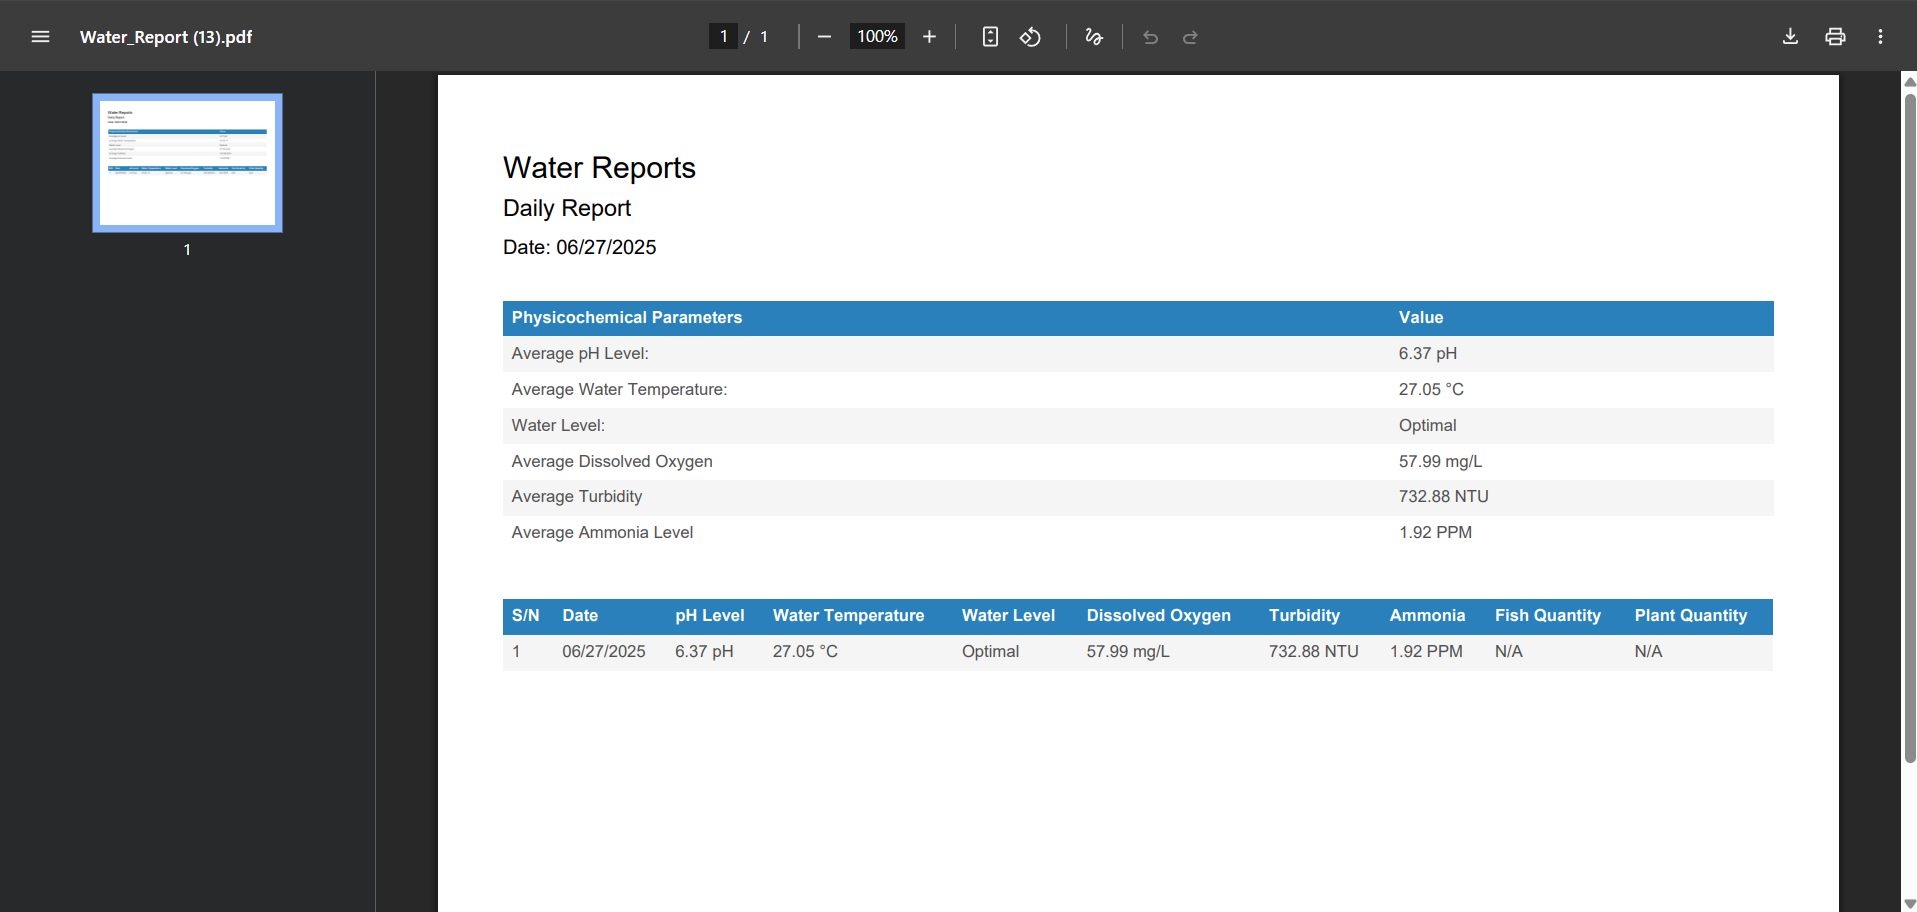 Water_Report (13).pdf
1 / 1
100%
1
Water Reports
Daily Report
Date: 06/27/2025
Physicochemical Parameters Value
Average pH Level: 6.37 pH
Average Water Temperature: 27.05 °C
Water Level: Optimal
Average Dissolved Oxygen 57.99 mg/L
Average Turbidity 732.88 NTU
Average Ammonia Level 1.92 PPM
S/N Date pH Level Water Temperature Water Level Dissolved Oxygen Turbidity Ammonia Fish Quantity Plant Quantity
1 06/27/2025 6.37 pH 27.05 °C Optimal 57.99 mg/L 732.88 NTU 1.92 PPM N/A N/A